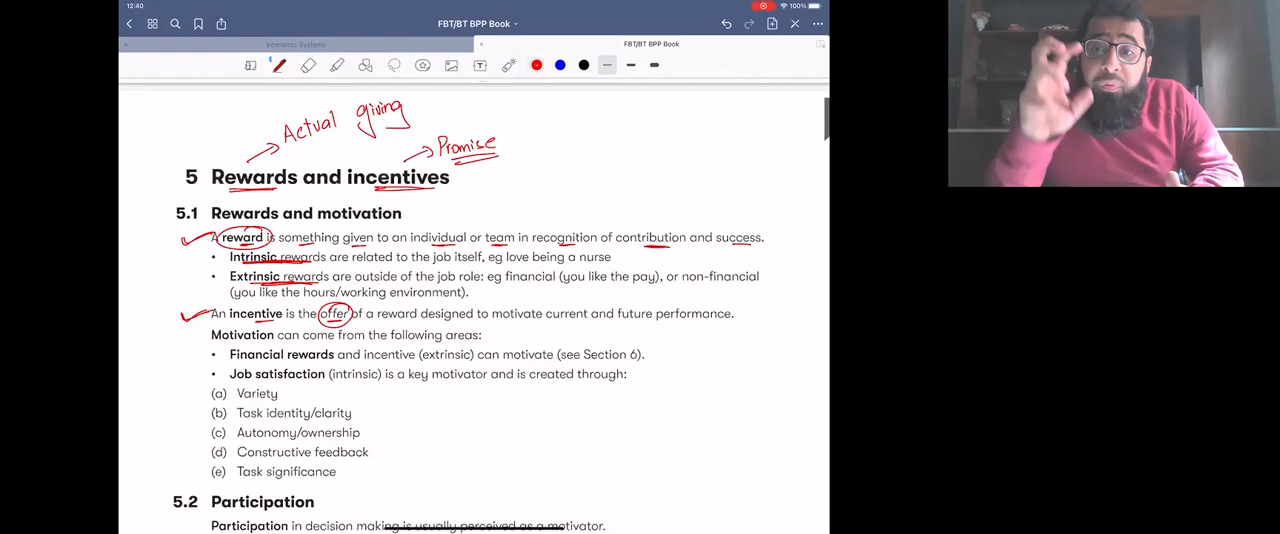 12:40
100%
FBT/BT BPP Book
Economic Systems
FBT/BT BPP Book
Actual giving
Promise
5 Rewards and incentives
5.1 Rewards and motivation
A reward is something given to an individual or team in recognition of contribution and success.
• Intrinsic rewards are related to the job itself, eg love being a nurse
• Extrinsic rewards are outside of the job role: eg financial (you like the pay), or non-financial
(you like the hours/working environment).
An incentive is the offer of a reward designed to motivate current and future performance.
Motivation can come from the following areas:
• Financial rewards and incentive (extrinsic) can motivate (see Section 6).
• Job satisfaction (intrinsic) is a key motivator and is created through:
(a) Variety
(b) Task identity/clarity
(c) Autonomy/ownership
(d) Constructive feedback
(e) Task significance
5.2 Participation
Participation in decision making is usually perceived as a motivator.